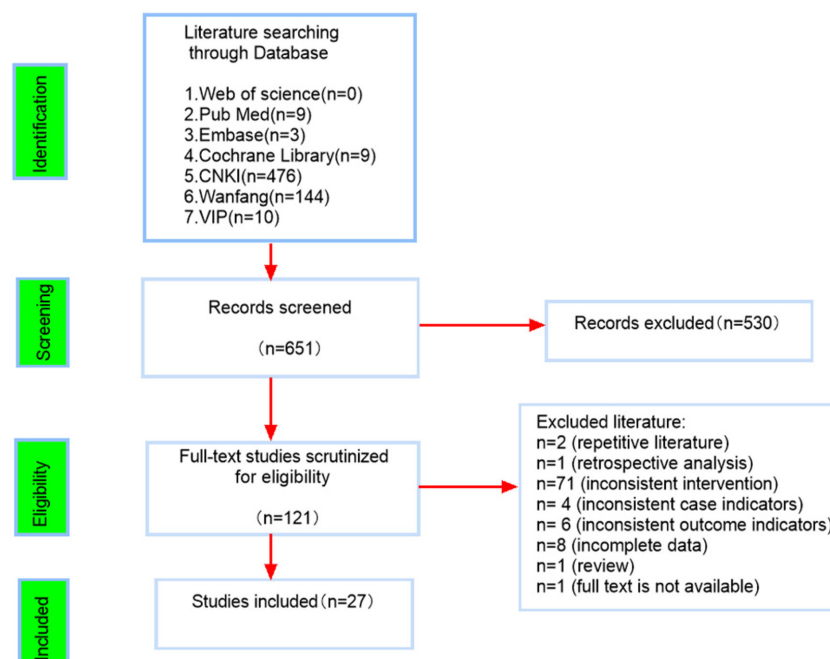 Identification
Literature searching
through Database
1.Web of science(n=0)
2.Pub Med(n=9)
3.Embase(n=3)
4.Cochrane Library(n=9)
5.CNKI(n=476)
6.Wanfang(n=144)
7.VIP(n=10)
Screening
Records screened
（n=651）
Records excluded（n=530）
Eligibility
Full-text studies scrutinized
for eligibility
（n=121）
Excluded literature:
n=2 (repetitive literature)
n=1 (retrospective analysis)
n=71 (inconsistent intervention)
n= 4 (inconsistent case indicators)
n= 6 (inconsistent outcome indicators)
n=8 (incomplete data)
n=1 (review)
n=1 (full text is not available)
Included
Studies included（n=27）